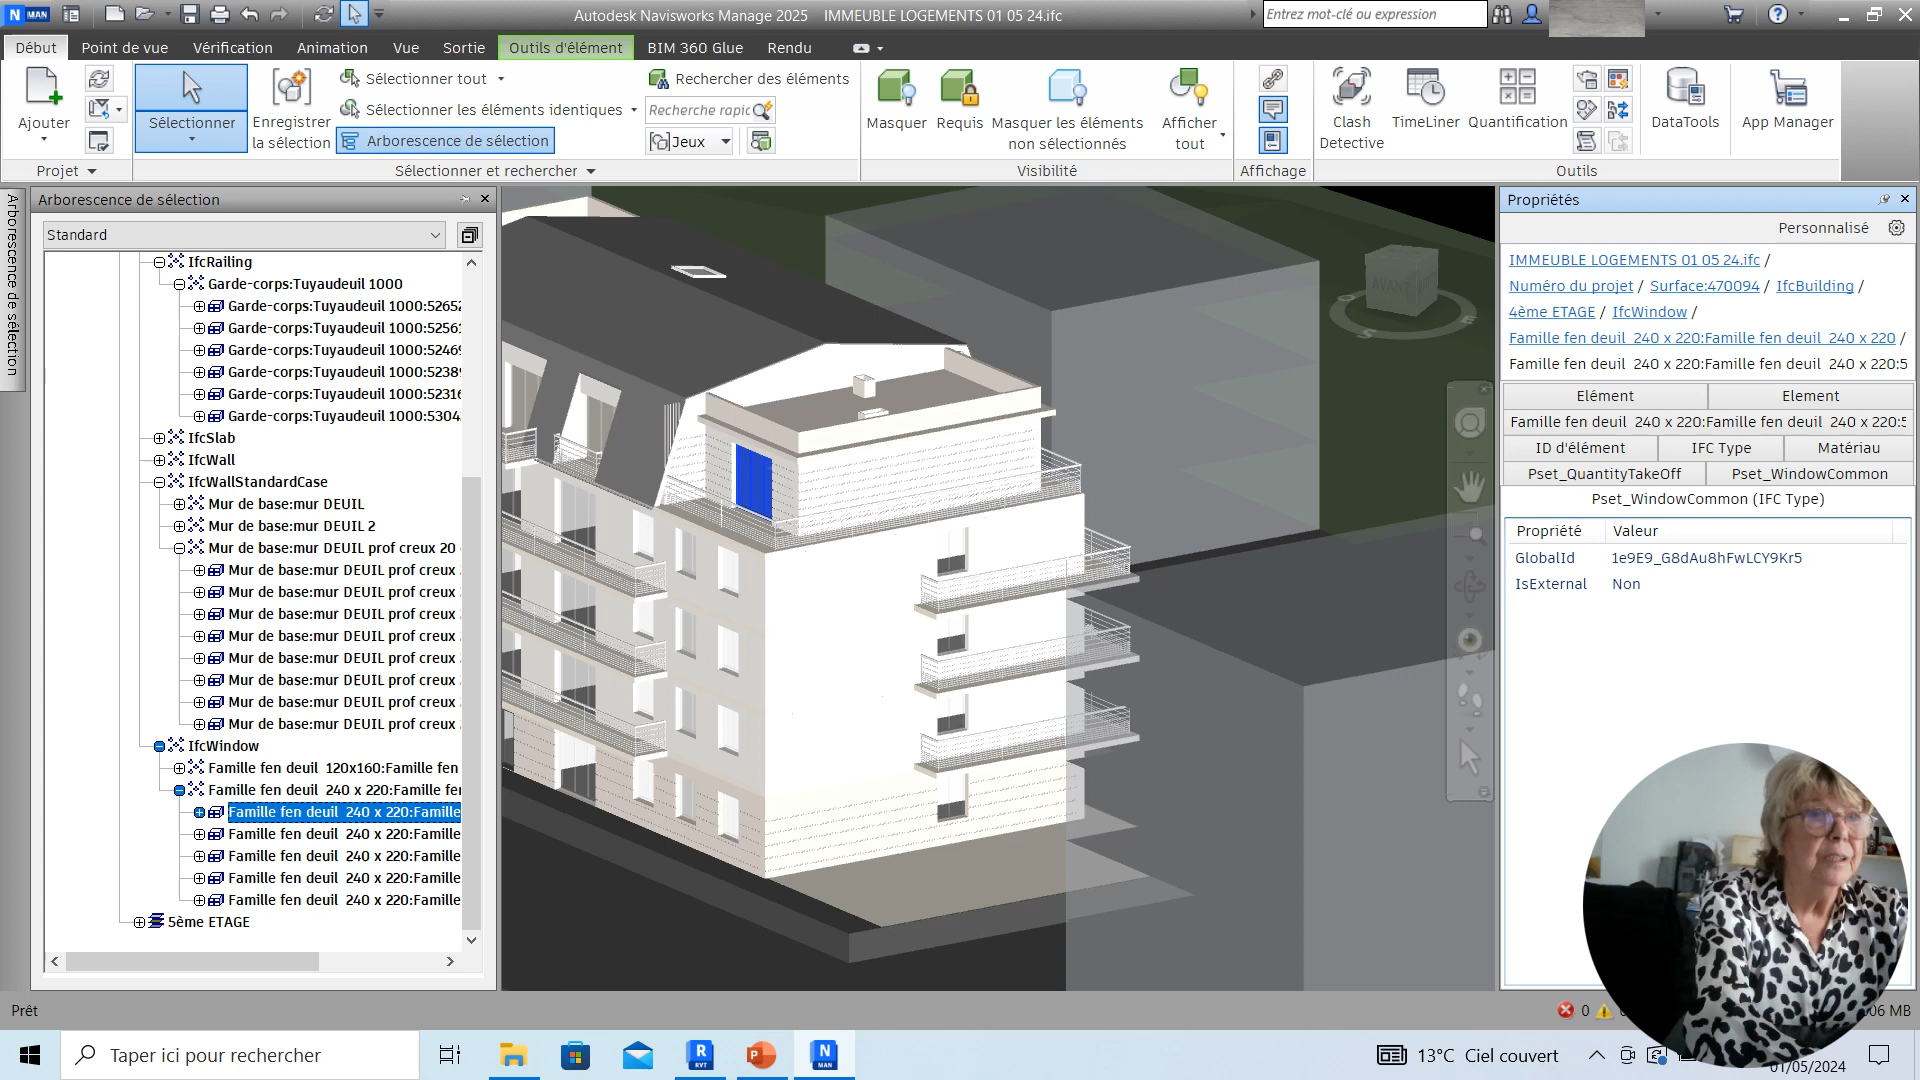 N MAN
Autodesk Navisworks Manage 2025 IMMEUBLE LOGEMENTS 01 05 24.ifc
Entrez mot-clé ou expression
Début Point de vue Vérification Animation Vue Sortie Outils d'élément BIM 360 Glue Rendu
Ajouter
Projet
Sélectionner
Enregistrer
la sélection
Sélectionner tout
Sélectionner les éléments identiques
Arborescence de sélection
Rechercher des éléments
Recherche rapid
Jeux
Sélectionner et rechercher
Masquer
Requis
Masquer les éléments
non sélectionnés
Afficher
tout
Visibilité
Affichage
Clash
Detective
TimeLiner
Quantification
DataTools
App Manager
Outils
Arborescence de sélection
Arborescence de sélection
Standard
IfcRailing
Garde-corps:Tuyaudeuil 1000
Garde-corps:Tuyaudeuil 1000:52652
Garde-corps:Tuyaudeuil 1000:52561
Garde-corps:Tuyaudeuil 1000:52469
Garde-corps:Tuyaudeuil 1000:52389
Garde-corps:Tuyaudeuil 1000:52316
Garde-corps:Tuyaudeuil 1000:5304
IfcSlab
IfcWall
IfcWallStandardCase
Mur de base:mur DEUIL
Mur de base:mur DEUIL 2
Mur de base:mur DEUIL prof creux 20
Mur de base:mur DEUIL prof creux
Mur de base:mur DEUIL prof creux
Mur de base:mur DEUIL prof creux
Mur de base:mur DEUIL prof creux
Mur de base:mur DEUIL prof creux
Mur de base:mur DEUIL prof creux
Mur de base:mur DEUIL prof creux
Mur de base:mur DEUIL prof creux
IfcWindow
Famille fen deuil 120x160:Famille fen
Famille fen deuil 240 x 220:Famille fe
Famille fen deuil 240 x 220:Famille
Famille fen deuil 240 x 220:Famille
Famille fen deuil 240 x 220:Famille
Famille fen deuil 240 x 220:Famille
Famille fen deuil 240 x 220:Famille
5ème ETAGE
AVANT
S
Propriétés
Personnalisé
IMMEUBLE LOGEMENTS 01 05 24.ifc /
Numéro du projet / Surface:470094 / IfcBuilding /
4ème ETAGE / IfcWindow /
Famille fen deuil 240 x 220:Famille fen deuil 240 x 220 /
Famille fen deuil 240 x 220:Famille fen deuil 240 x 220:5
Elément Element
Famille fen deuil 240 x 220:Famille fen deuil 240 x 220:5
ID d'élément IFC Type Matériau
Pset_QuantityTakeOff Pset_WindowCommon
Pset_WindowCommon (IFC Type)
Propriété Valeur
GlobalId 1e9E9_G8dAu8hFwLCY9Kr5
IsExternal Non
Prêt
0
06 MB
Taper ici pour rechercher
R
RVT
P
N
MAN
13°C Ciel couvert
01/05/2024